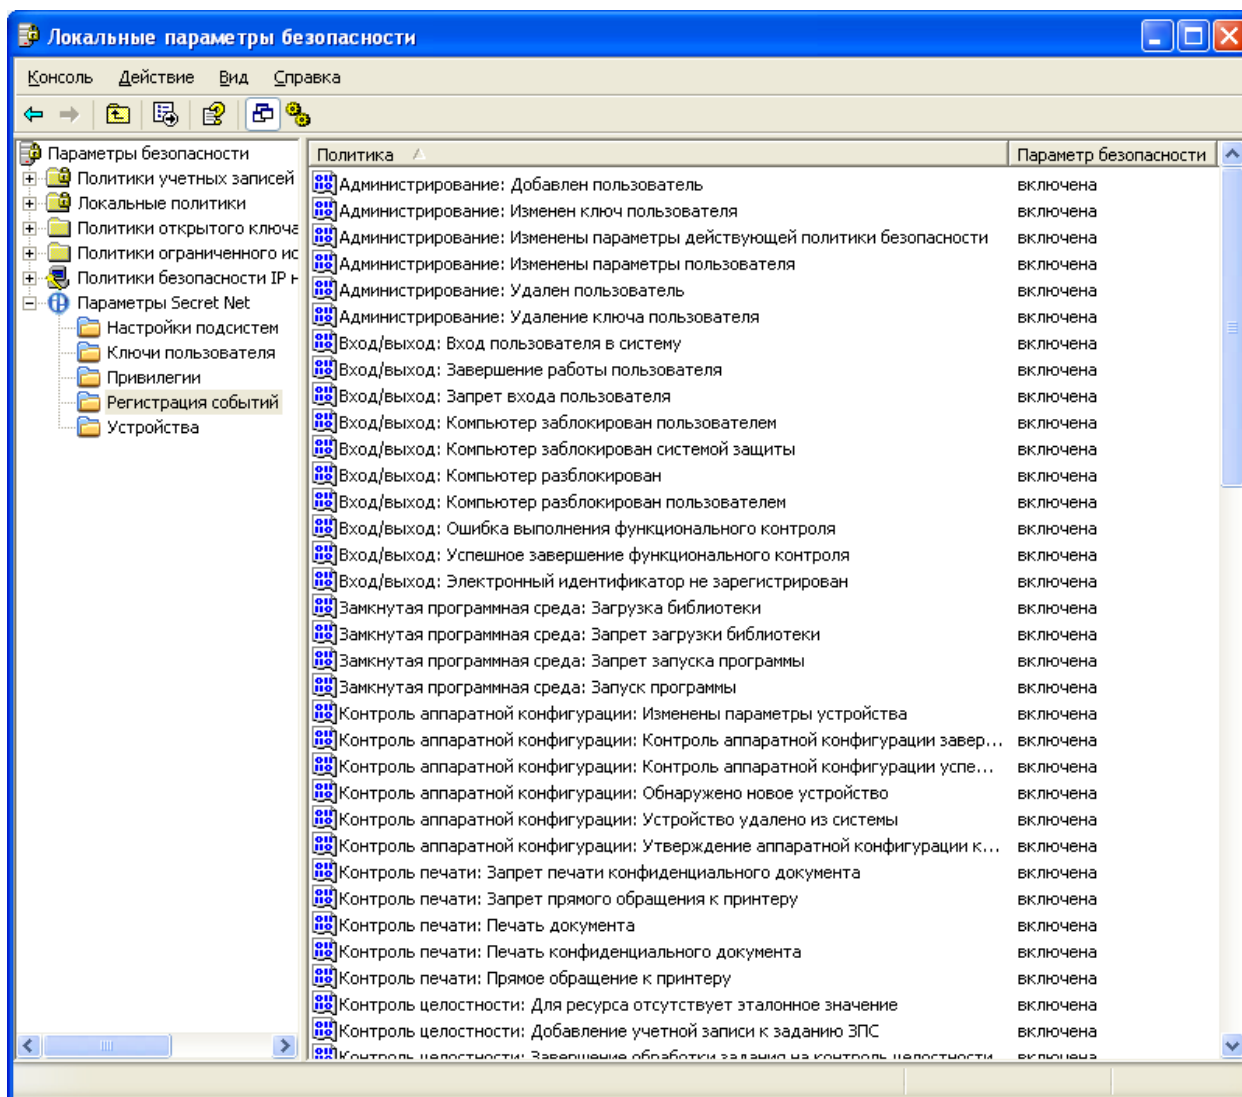 Локальные параметры безопасности
Консоль Действие Вид Справка
Параметры безопасности
Политики учетных записей
Локальные политики
Политики открытого ключа
Политики ограниченного ис
Политики безопасности IP н
Параметры Secret Net
Настройки подсистем
Ключи пользователя
Привилегии
Регистрация событий
Устройства
Политика Параметр безопасности
Администрирование: Добавлен пользователь включена
Администрирование: Изменен ключ пользователя включена
Администрирование: Изменены параметры действующей политики безопасности включена
Администрирование: Изменены параметры пользователя включена
Администрирование: Удален пользователь включена
Администрирование: Удаление ключа пользователя включена
Вход/выход: Вход пользователя в систему включена
Вход/выход: Завершение работы пользователя включена
Вход/выход: Запрет входа пользователя включена
Вход/выход: Компьютер заблокирован пользователем включена
Вход/выход: Компьютер заблокирован системой защиты включена
Вход/выход: Компьютер разблокирован включена
Вход/выход: Компьютер разблокирован пользователем включена
Вход/выход: Ошибка выполнения функционального контроля включена
Вход/выход: Успешное завершение функционального контроля включена
Вход/выход: Электронный идентификатор не зарегистрирован включена
Замкнутая программная среда: Загрузка библиотеки включена
Замкнутая программная среда: Запрет загрузки библиотеки включена
Замкнутая программная среда: Запрет запуска программы включена
Замкнутая программная среда: Запуск программы включена
Контроль аппаратной конфигурации: Изменены параметры устройства включена
Контроль аппаратной конфигурации: Контроль аппаратной конфигурации завер... включена
Контроль аппаратной конфигурации: Контроль аппаратной конфигурации успе... включена
Контроль аппаратной конфигурации: Обнаружено новое устройство включена
Контроль аппаратной конфигурации: Устройство удалено из системы включена
Контроль аппаратной конфигурации: Утверждение аппаратной конфигурации к... включена
Контроль печати: Запрет печати конфиденциального документа включена
Контроль печати: Запрет прямого обращения к принтеру включена
Контроль печати: Печать документа включена
Контроль печати: Печать конфиденциального документа включена
Контроль печати: Прямое обращение к принтеру включена
Контроль целостности: Для ресурса отсутствует эталонное значение включена
Контроль целостности: Добавление учетной записи к заданию ЗПС включена
Контроль целостности: Завершение обработки задания на контроль целостности включена